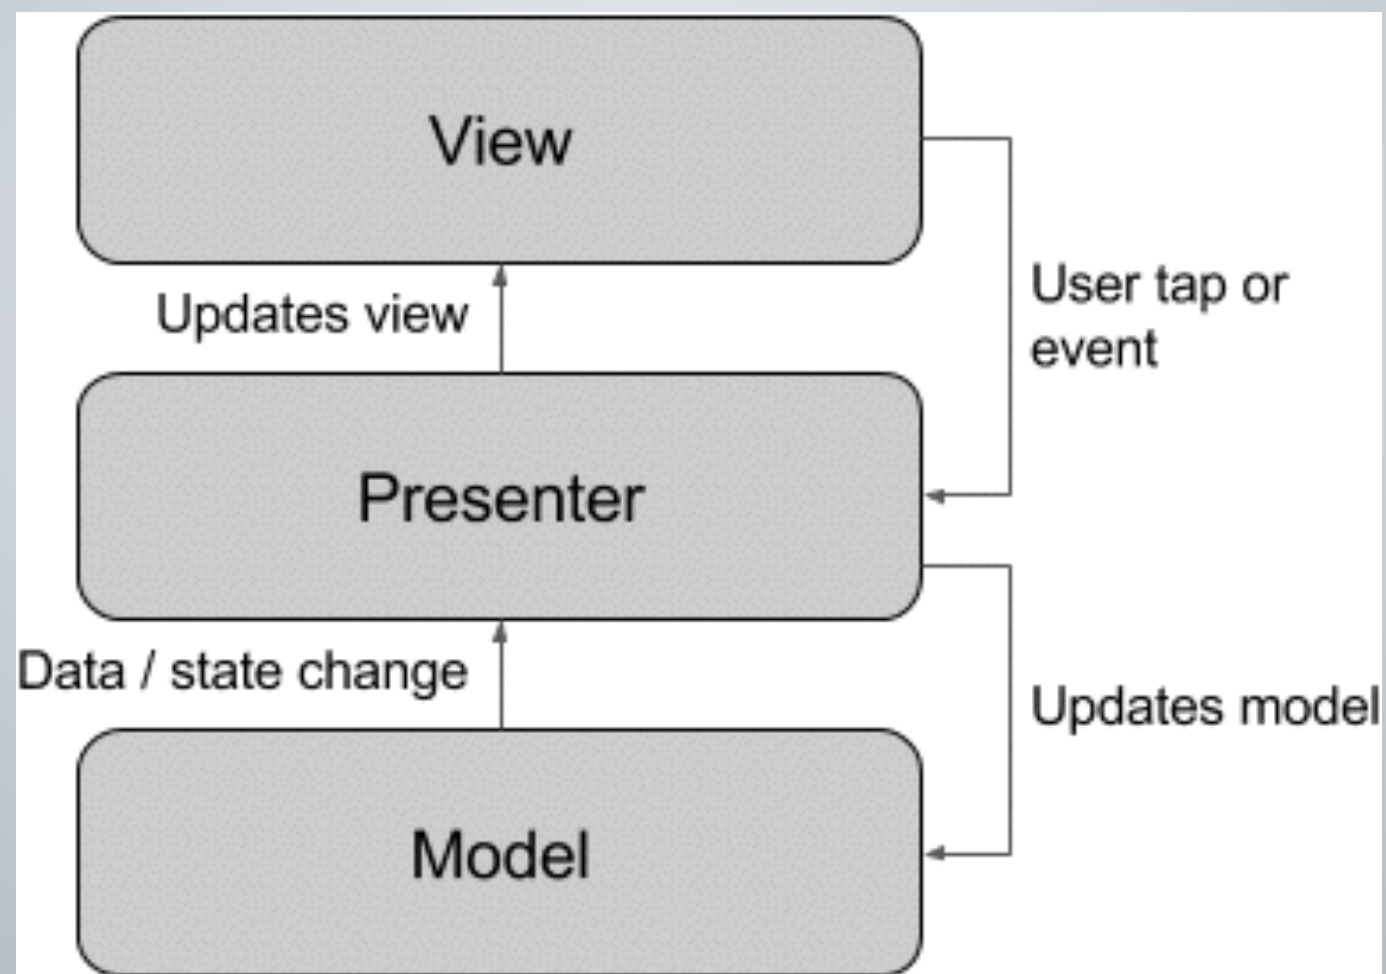 View
Updates view
User tap or
event
Presenter
Data / state change
Updates model
Model